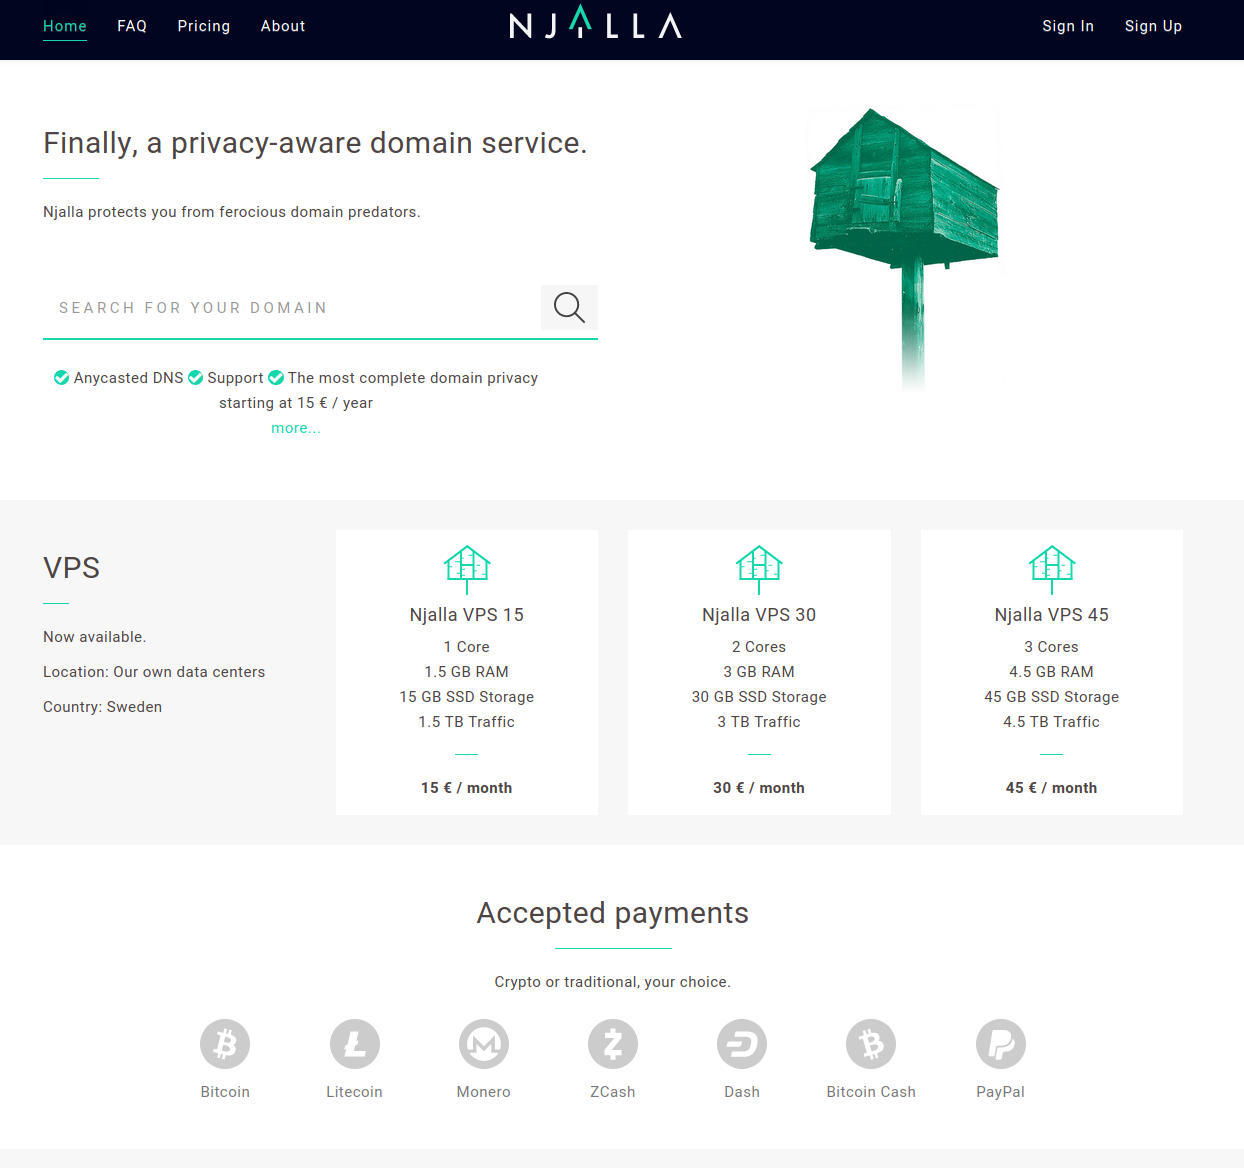 Home FAQ Pricing About NJALLA Sign In Sign Up
Finally, a privacy-aware domain service.
Njalla protects you from ferocious domain predators.
SEARCH FOR YOUR DOMAIN
Anycasted DNS Support The most complete domain privacy
starting at 15 € / year
more...
VPS
Now available.
Location: Our own data centers
Country: Sweden
Njalla VPS 15
1 Core
1.5 GB RAM
15 GB SSD Storage
1.5 TB Traffic
15 € / month
Njalla VPS 30
2 Cores
3 GB RAM
30 GB SSD Storage
3 TB Traffic
30 € / month
Njalla VPS 45
3 Cores
4.5 GB RAM
45 GB SSD Storage
4.5 TB Traffic
45 € / month
Accepted payments
Crypto or traditional, your choice.
Bitcoin Litecoin Monero ZCash Dash Bitcoin Cash PayPal